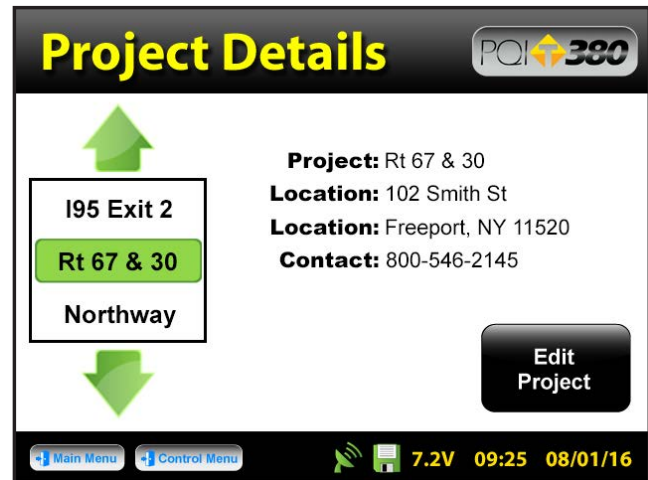 Project Details
PQI 380
I95 Exit 2
Rt 67 & 30
Northway
Project: Rt 67 & 30
Location: 102 Smith St
Location: Freeport, NY 11520
Contact: 800-546-2145
Edit
Project
Main Menu
Control Menu
7.2V 09:25 08/01/16